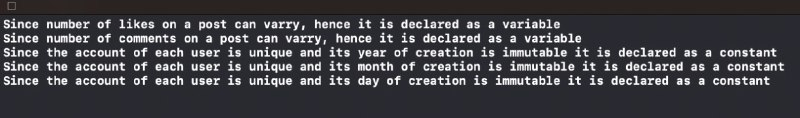 Since number of likes on a post can varry, hence it is declared as a variable
Since number of comments on a post can varry, hence it is declared as a variable
Since the account of each user is unique and its year of creation is immutable it is declared as a constant
Since the account of each user is unique and its month of creation is immutable it is declared as a constant
Since the account of each user is unique and its day of creation is immutable it is declared as a constant